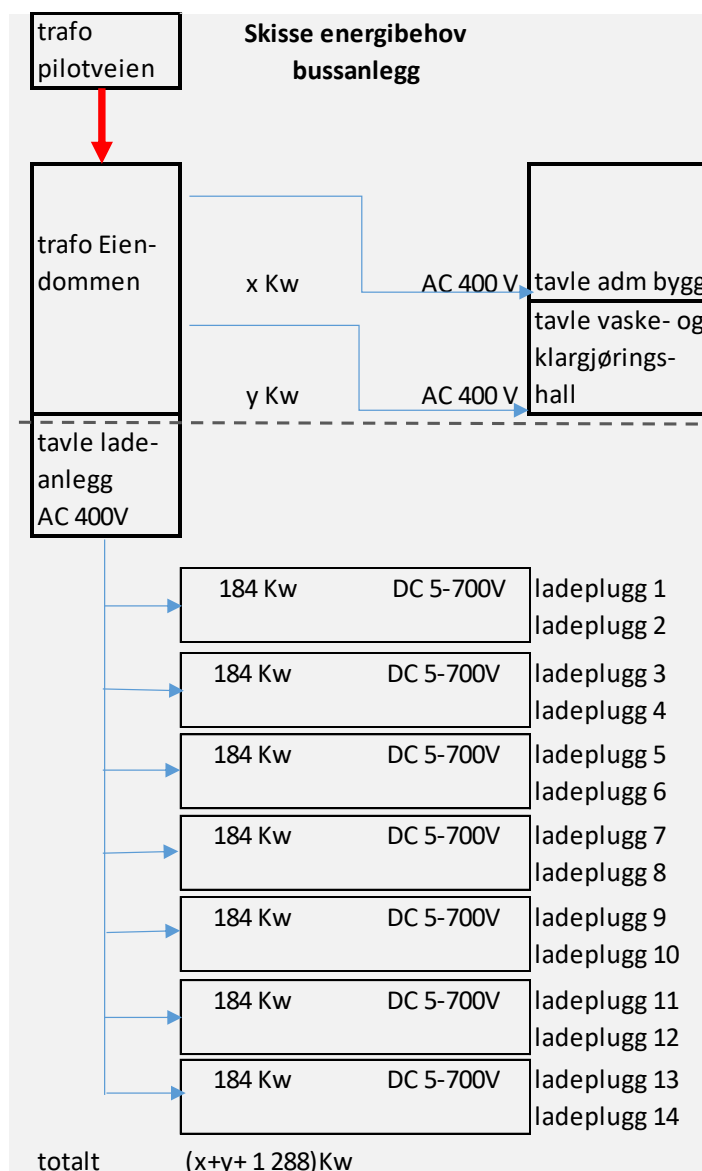 trafo
pilotveien
Skisse energibehov
bussanlegg
trafo Eien-
dommen
x Kw AC 400 V
tavle adm bygg
y Kw AC 400 V
tavle vaske- og
klargjørings-
hall
tavle lade-
anlegg
AC 400V
184 Kw DC 5-700V ladeplugg 1
ladeplugg 2
184 Kw DC 5-700V ladeplugg 3
ladeplugg 4
184 Kw DC 5-700V ladeplugg 5
ladeplugg 6
184 Kw DC 5-700V ladeplugg 7
ladeplugg 8
184 Kw DC 5-700V ladeplugg 9
ladeplugg 10
184 Kw DC 5-700V ladeplugg 11
ladeplugg 12
184 Kw DC 5-700V ladeplugg 13
ladeplugg 14
totalt (x+y+ 1 288)Kw